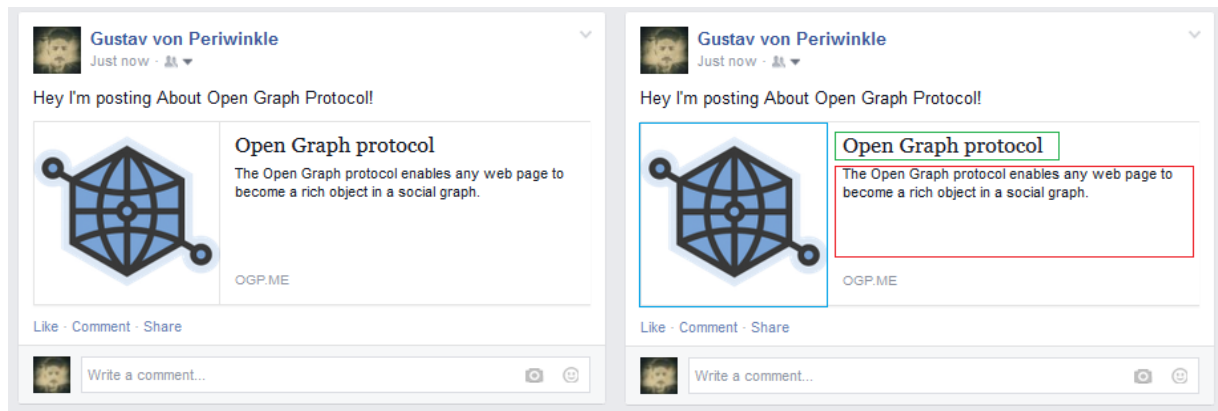 Gustav von Periwinkle
Just now ·
Hey I'm posting About Open Graph Protocol!
Open Graph protocol
The Open Graph protocol enables any web page to
become a rich object in a social graph.
OGP.ME
Like · Comment · Share
Write a comment...
Gustav von Periwinkle
Just now ·
Hey I'm posting About Open Graph Protocol!
Open Graph protocol
The Open Graph protocol enables any web page to
become a rich object in a social graph.
OGP.ME
Like · Comment · Share
Write a comment...